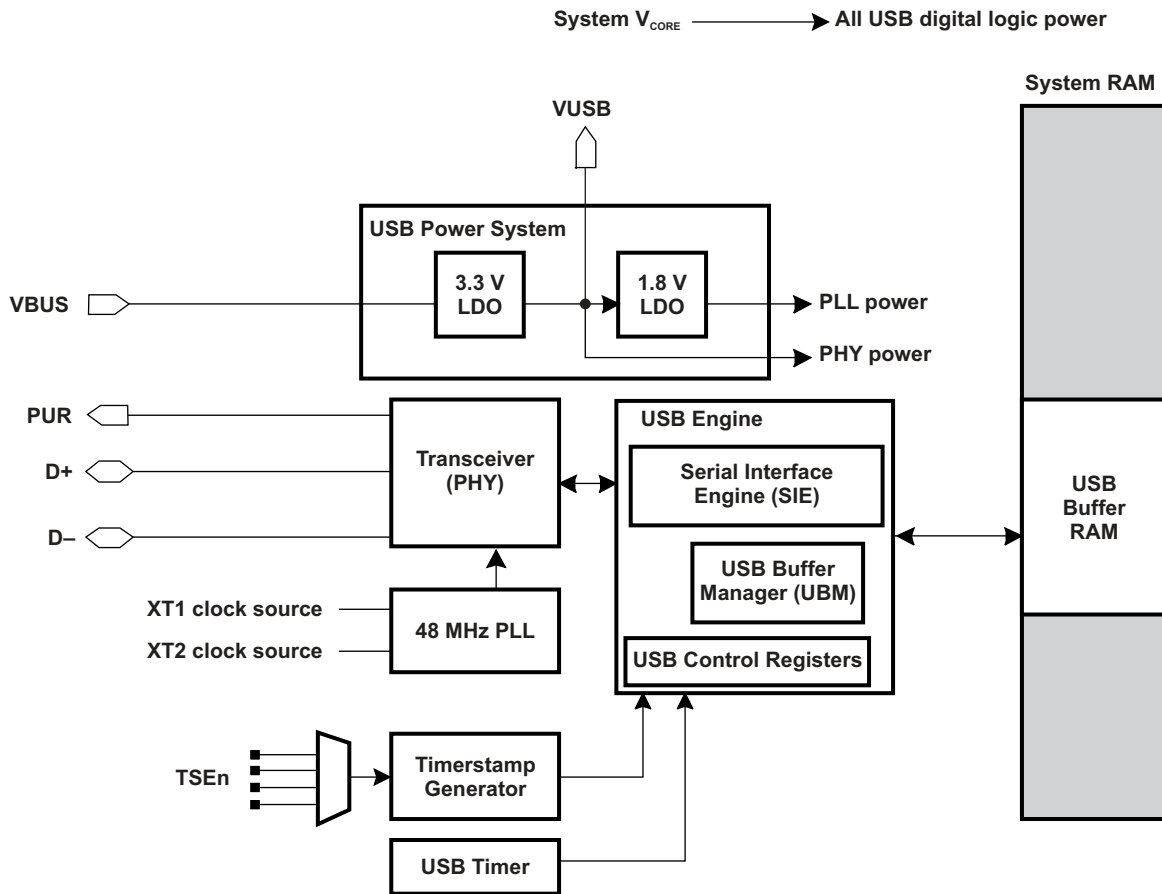 System VCORE
All USB digital logic power
System RAM
VUSB
USB Power System
3.3 V
LDO
1.8 V
LDO
VBUS
PLL power
PHY power
PUR
D+
D–
Transceiver
(PHY)
USB Engine
Serial Interface
Engine (SIE)
USB Buffer
Manager (UBM)
USB Control Registers
USB
Buffer
RAM
XT1 clock source
XT2 clock source
48 MHz PLL
TSEn
Timerstamp
Generator
USB Timer